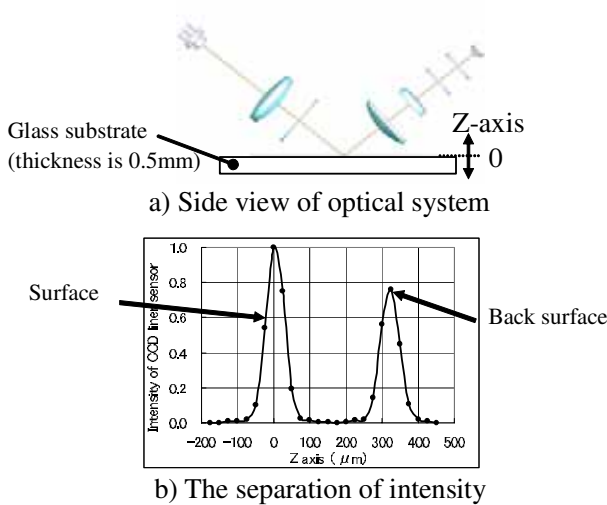 Glass substrate
(thickness is 0.5mm)
Z-axis
0
a) Side view of optical system
Intensity of CCD liner sensor
1.0
0.8
0.6
0.4
0.2
0.0
-200 -100 0 100 200 300 400 500
Z axis ( μm)
Surface
Back surface
b) The separation of intensity